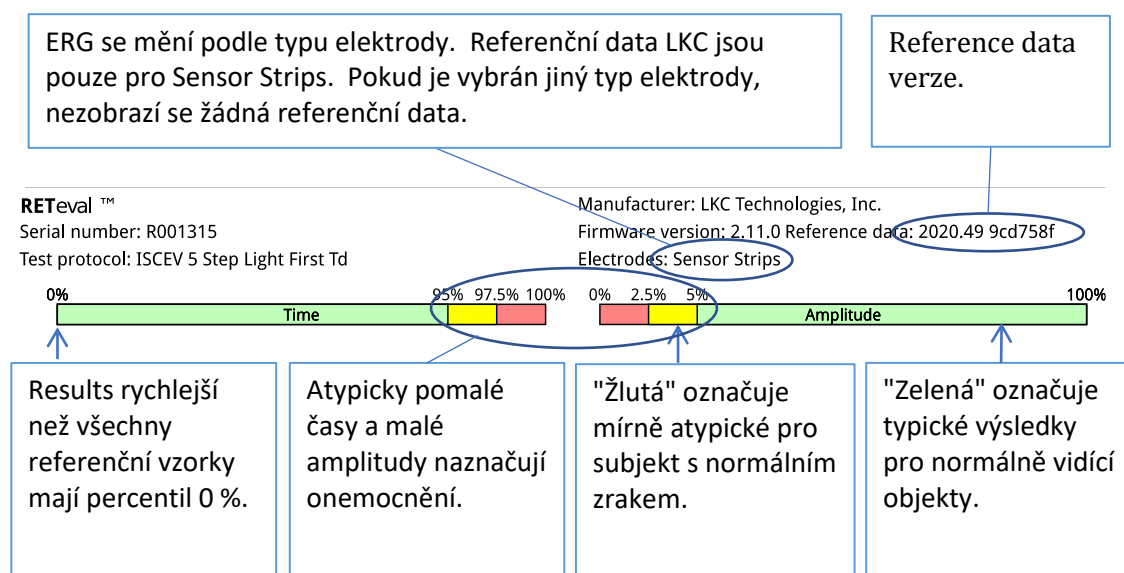 ERG se mění podle typu elektrody.  Referenční data LKC jsou
pouze pro Sensor Strips.  Pokud je vybrán jiný typ elektrody,
nezobrazí se žádná referenční data.
Reference data
verze.
RETeval ™
Serial number: R001315
Test protocol: ISCEV 5 Step Light First Td
Manufacturer: LKC Technologies, Inc.
Firmware version: 2.11.0 Reference data: 2020.49 9cd758f
Electrodes: Sensor Strips
0% 95% 97.5% 100%
Time
0% 2.5% 5% 100%
Amplitude
Results rychlejší
než všechny
referenční vzorky
mají percentil 0 %.
Atypicky pomalé
časy a malé
amplitudy naznačují
onemocnění.
"Žlutá" označuje
mírně atypické pro
subjekt s normálním
zrakem.
"Zelená" označuje
typické výsledky
pro normálně vidící
objekty.